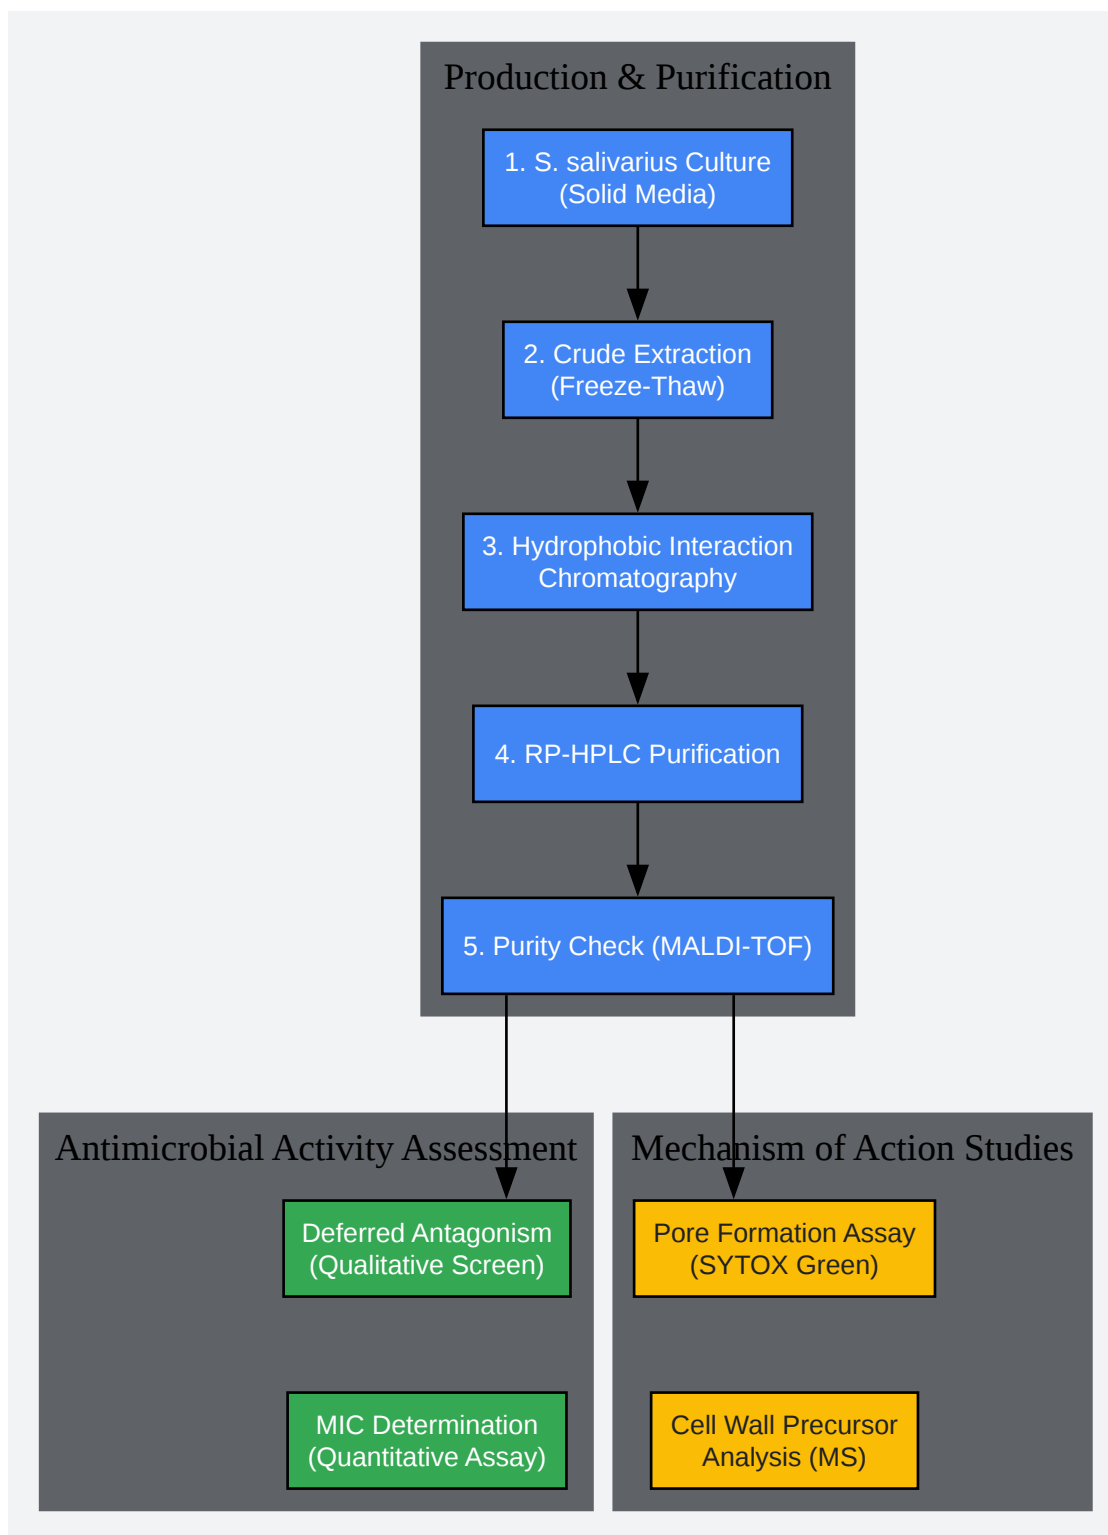 Production & Purification
1. S. salivarius Culture
(Solid Media)
2. Crude Extraction
(Freeze-Thaw)
3. Hydrophobic Interaction
Chromatography
4. RP-HPLC Purification
5. Purity Check (MALDI-TOF)
Antimicrobial Activity Assessment
Deferred Antagonism
(Qualitative Screen)
MIC Determination
(Quantitative Assay)
Mechanism of Action Studies
Pore Formation Assay
(SYTOX Green)
Cell Wall Precursor
Analysis (MS)